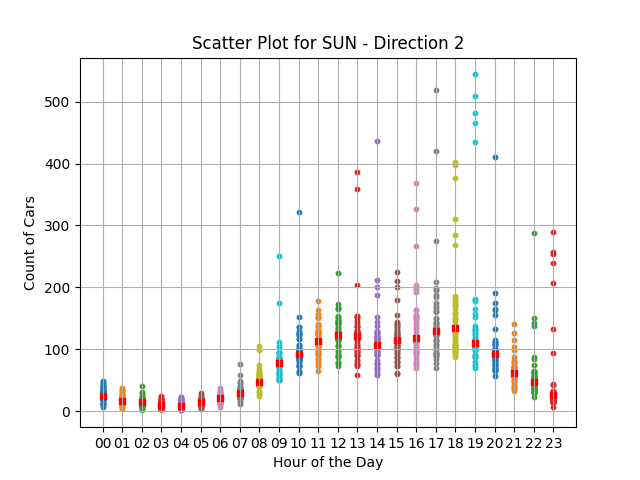 Scatter Plot for SUN - Direction 2
Count of Cars
500
400
300
200
100
0
00 01 02 03 04 05 06 07 08 09 10 11 12 13 14 15 16 17 18 19 20 21 22 23
Hour of the Day